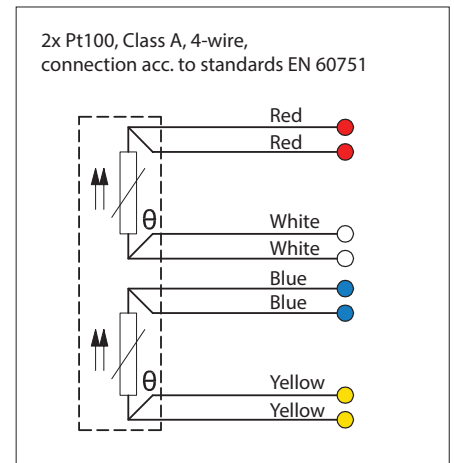 2x Pt100, Class A, 4-wire,
connection acc. to standards EN 60751
Red
Red
θ
White
White
Blue
Blue
θ
Yellow
Yellow